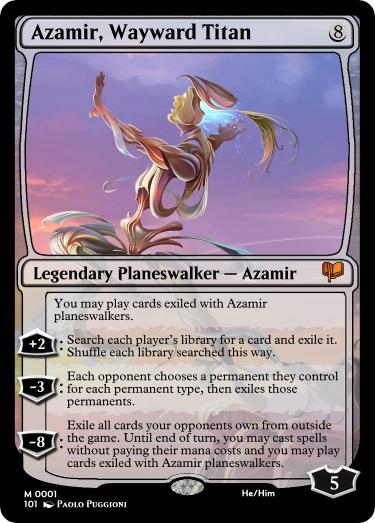 Azamir, Wayward Titan 8
Legendary Planeswalker — Azamir
You may play cards exiled with Azamir
planeswalkers.
+2: Search each player's library for a card and exile it.
Shuffle each library searched this way.
Each opponent chooses a permanent they control
-3: for each permanent type, then exiles those
permanents.
Exile all cards your opponents own from outside
the game. Until end of turn, you may cast spells
-8: without paying their mana costs and you may play
cards exiled with Azamir planeswalkers.
5
M 0001
He/Him
101 Paolo Puggioni